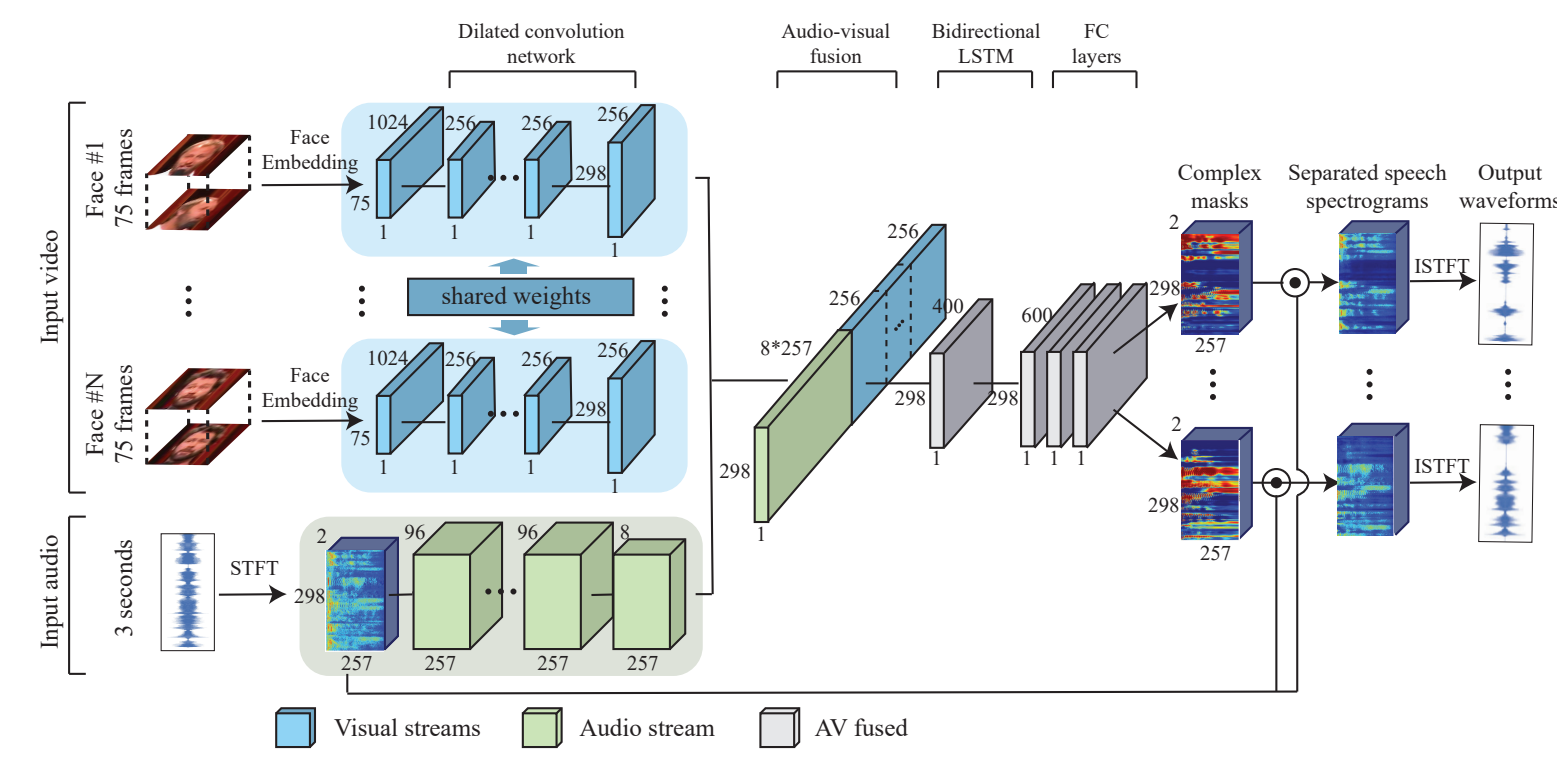 Dilated convolution
network
Audio-visual
fusion
Bidirectional
LSTM
FC
layers
Input video
Face #1
75 frames
Face
Embedding
1024
75
1
256
1
256
1
298
256
1
shared weights
Face #N
75 frames
Face
Embedding
1024
75
1
256
1
256
1
298
256
1
Input audio
3 seconds
STFT
2
298
257
96
257
96
257
8
257
8*257
298
1
256
256
400
298
1
600
298
1
1
1
Complex
masks
2
298
257
2
298
257
Separated speech
spectrograms
ISTFT
ISTFT
Output
waveforms
Visual streams
Audio stream
AV fused